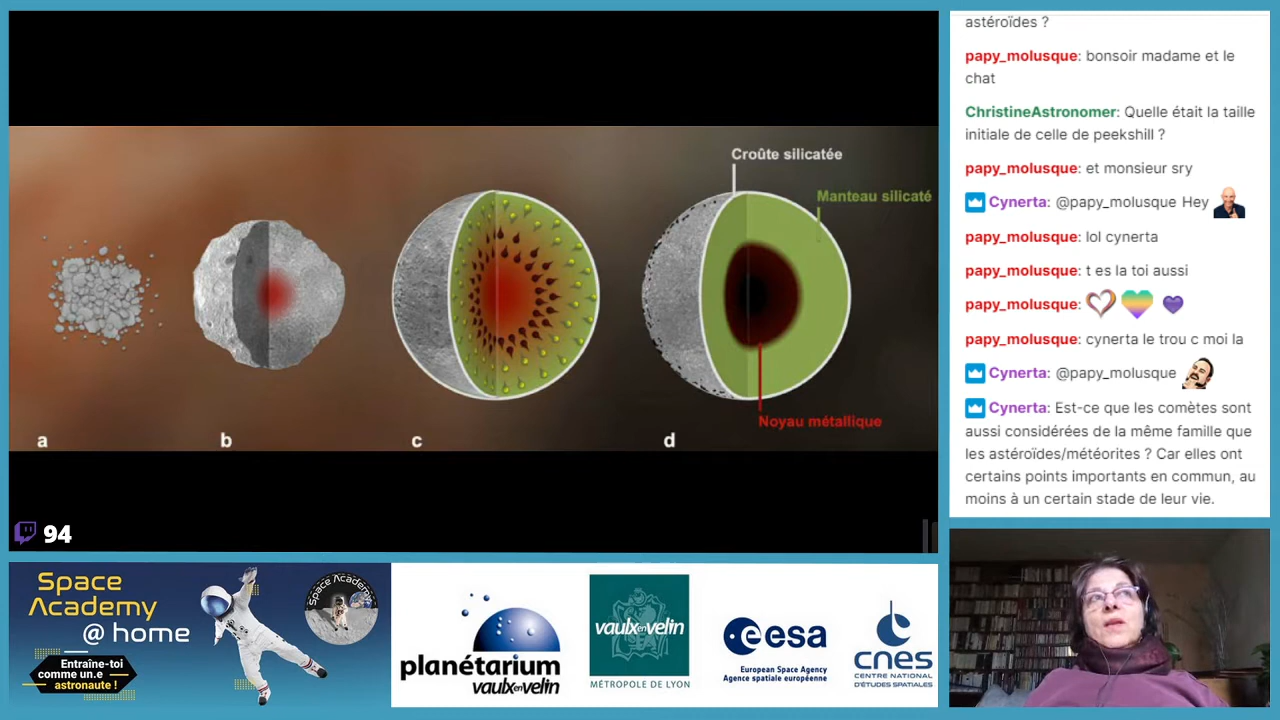 Croûte silicatée
Manteau silicaté
Noyau métallique
a
b
c
d
94
astéroïdes ?
papy_molusque: bonsoir madame et le
chat
ChristineAstronomer: Quelle était la taille
initiale de celle de peekshill ?
papy_molusque: et monsieur sry
Cynerta: @papy_molusque Hey
papy_molusque: lol cynerta
papy_molusque: t es la toi aussi
papy_molusque:
papy_molusque: cynerta le trou c moi la
Cynerta: @papy_molusque
Cynerta: Est-ce que les comètes sont
aussi considérées de la même famille que
les astéroïdes/météorites ? Car elles ont
certains points importants en commun, au
moins à un certain stade de leur vie.
Space
Academy
@ home
Entraîne-toi
comme un.e
astronaute !
Space Academy
planétarium
vaulx en velin
vaulx en velin
MÉTROPOLE DE LYON
esa
European Space Agency
Agence spatiale européenne
cnes
CENTRE NATIONAL
D'ÉTUDES SPATIALES